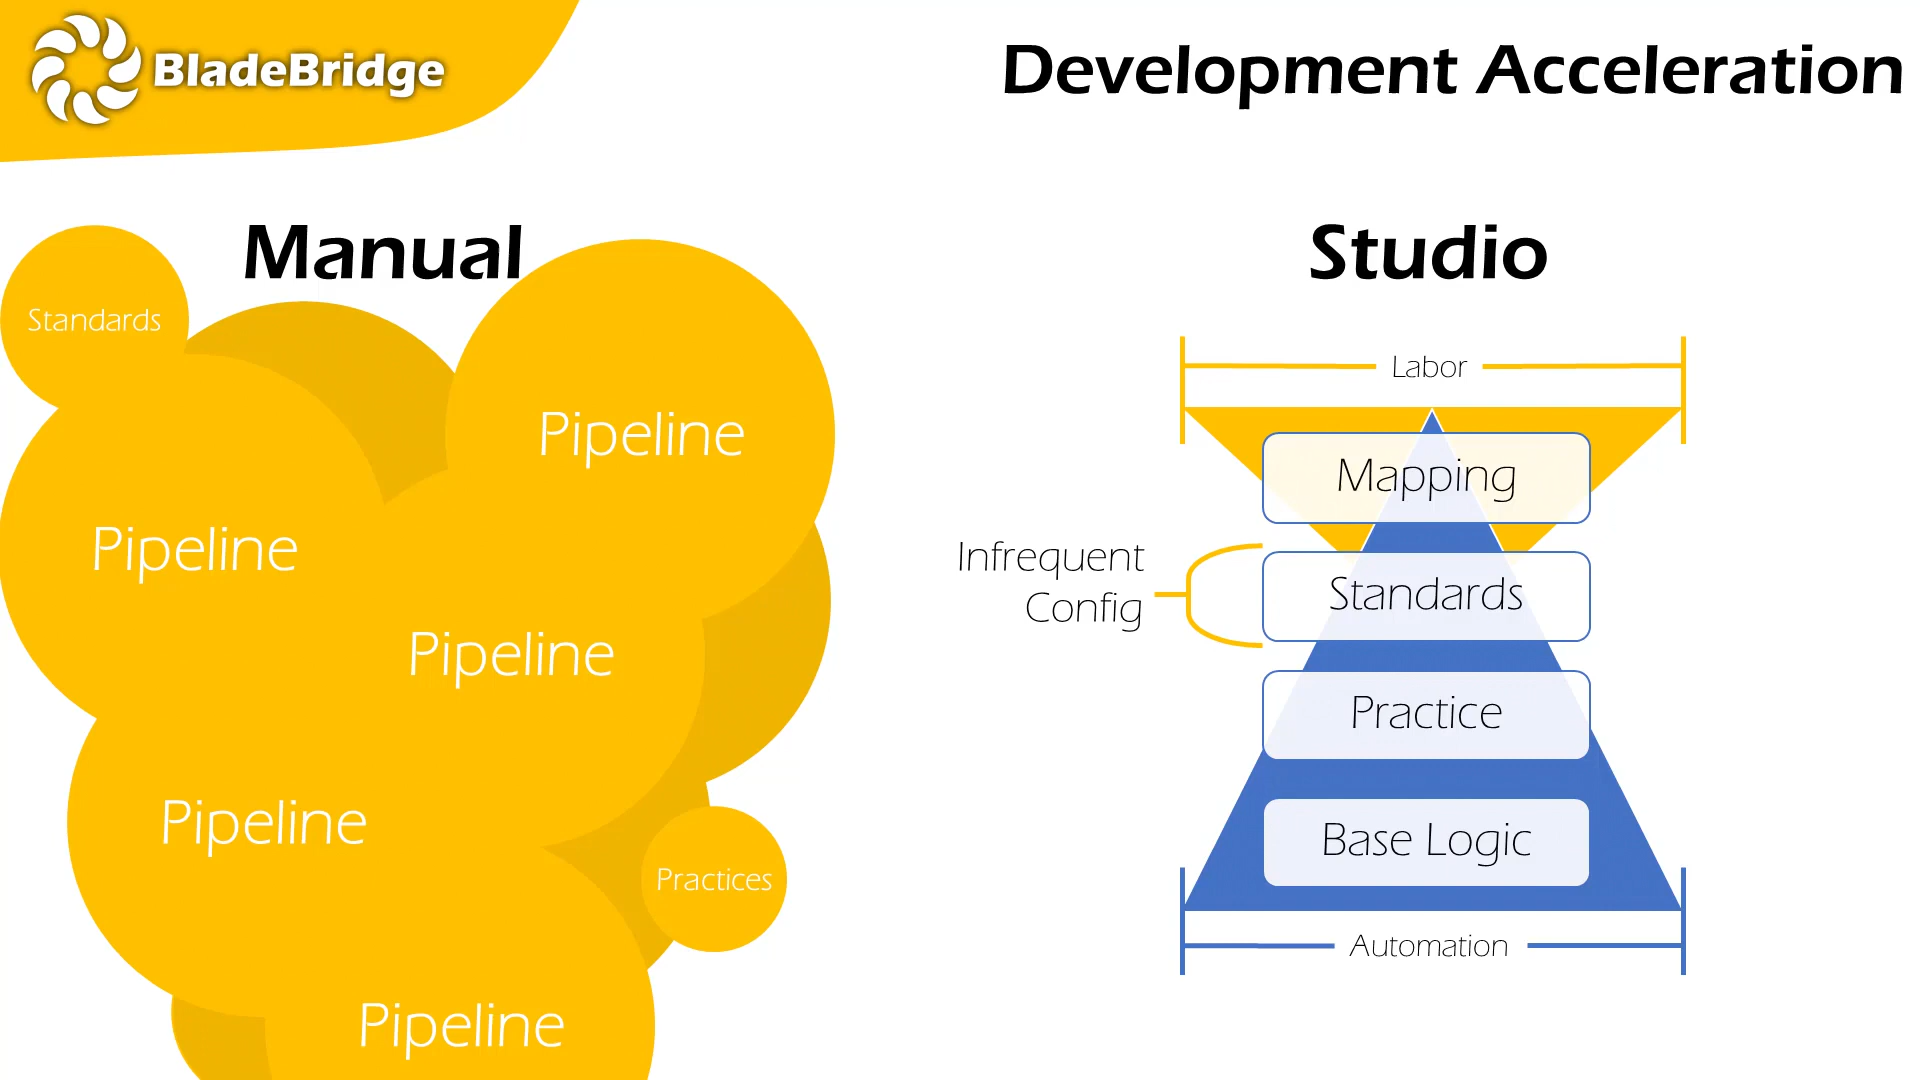 BladeBridge
Development Acceleration
Manual
Standards
Pipeline
Pipeline
Pipeline
Pipeline
Practices
Pipeline
Studio
Labor
Mapping
Infrequent
Config
Standards
Practice
Base Logic
Automation